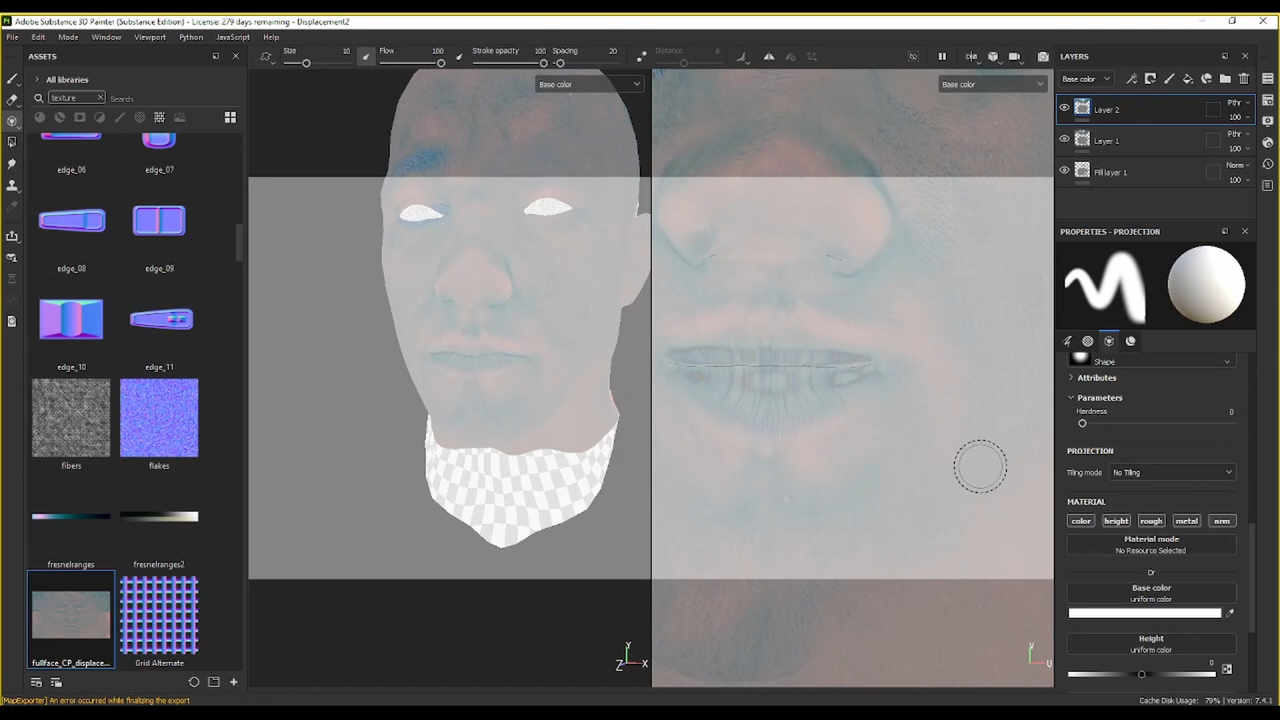 Adobe Substance 3D Painter (Substance Edition) - License: 279 days remaining - Displacement2
File Edit Mode Window Viewport Python JavaScript Help
ASSETS
Size 10 Flow 100 Stroke opacity 100 Spacing 20 Distance 8
LAYERS
All libraries
texture Search
Base color
Base color
Base color
Layer 2 Pthr 100
Layer 1 Pthr 100
Fill layer 1 Norm 100
edge_06 edge_07
edge_08 edge_09
edge_10 edge_11
fibers flakes
fresnelranges fresnelranges2
fullface_CP_displace... Grid Alternate
PROPERTIES - PROJECTION
Shape
Attributes
Parameters
Hardness 0
PROJECTION
Tiling mode No Tiling
MATERIAL
color height rough metal nrm
Material mode
No Resource Selected
Or
Base color
uniform color
Height
uniform color
0
Y
Z X
U
[MapExporter] An error occurred while finalizing the export
Cache Disk Usage: 79% | Version: 7.4.1